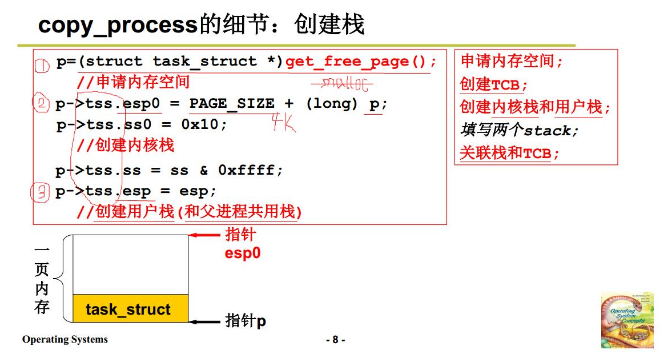 copy_process的细节：创建栈
① p=(struct task_struct *)get_free_page();
//申请内存空间
② p->tss.esp0 = PAGE_SIZE + (long) p;
4K
p->tss.ss0 = 0x10;
//创建内核栈
p->tss.ss = ss & 0xffff;
③ p->tss.esp = esp;
//创建用户栈(和父进程共用栈)
申请内存空间;
创建TCB;
创建内核栈和用户栈;
填写两个stack;
关联栈和TCB;
一页内存
指针
esp0
task_struct
指针p
Operating Systems
- 8 -
Operating
System
Concepts